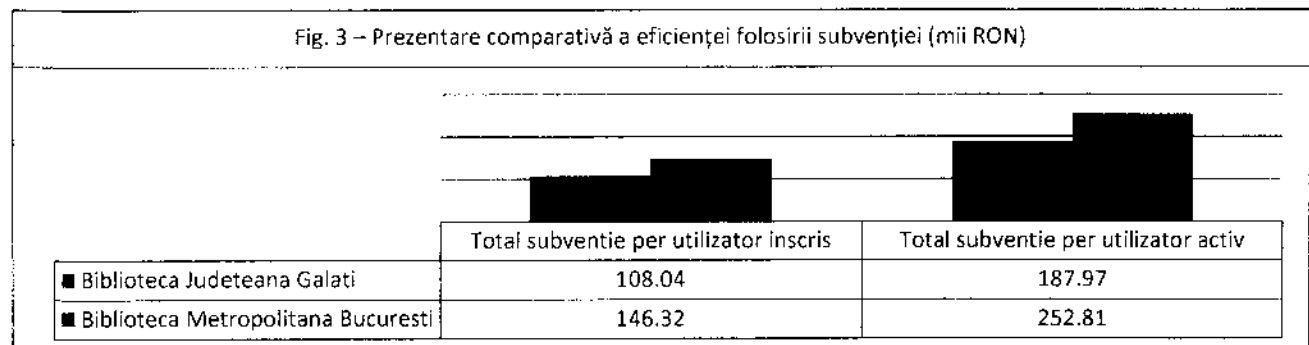 Fig. 3 – Prezentare comparativă a eficienței folosirii subvenției (mii RON)
Total subventie per utilizator inscris Total subventie per utilizator activ
■ Biblioteca Judeteana Galati 108.04 187.97
■ Biblioteca Metropolitana Bucuresti 146.32 252.81